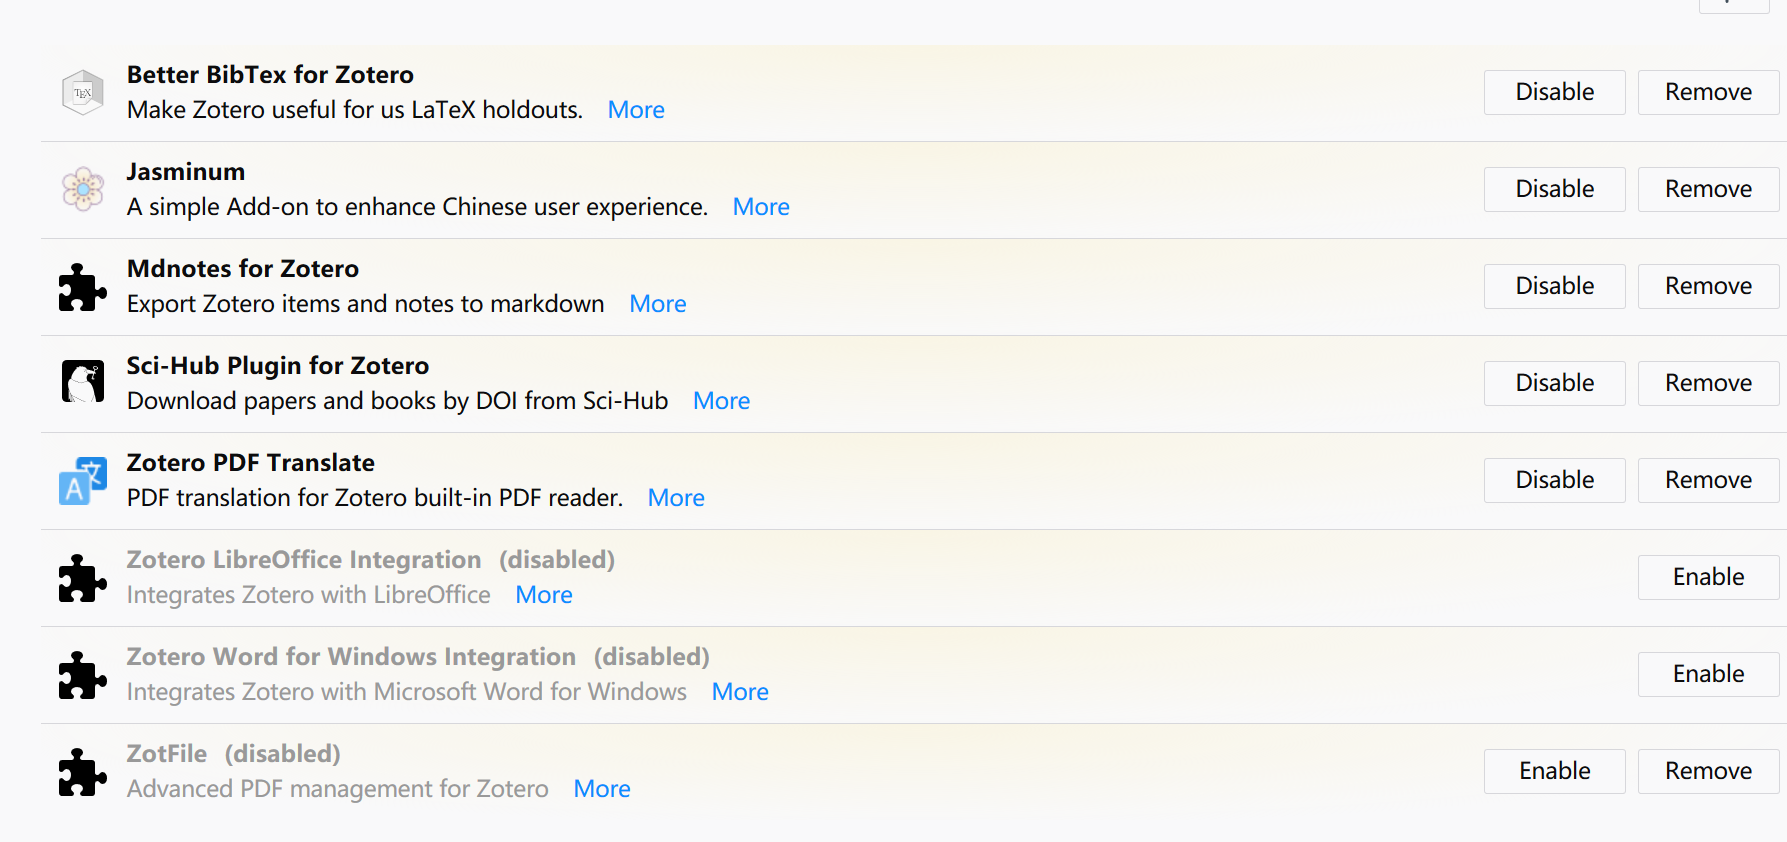 Better BibTex for Zotero
Make Zotero useful for us LaTeX holdouts. More
Disable Remove
Jasminum
A simple Add-on to enhance Chinese user experience. More
Disable Remove
Mdnotes for Zotero
Export Zotero items and notes to markdown More
Disable Remove
Sci-Hub Plugin for Zotero
Download papers and books by DOI from Sci-Hub More
Disable Remove
Zotero PDF Translate
PDF translation for Zotero built-in PDF reader. More
Disable Remove
Zotero LibreOffice Integration (disabled)
Integrates Zotero with LibreOffice More
Enable
Zotero Word for Windows Integration (disabled)
Integrates Zotero with Microsoft Word for Windows More
Enable
ZotFile (disabled)
Advanced PDF management for Zotero More
Enable Remove